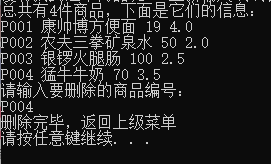 您共有4件商品，下面是它们的信息：
P001 康帅博方便面 19 4.0
P002 农夫三拳矿泉水 50 2.0
P003 银锣火腿肠 100 2.5
P004 猛牛牛奶 70 3.5
请输入要删除的商品编号：
P004
删除完毕，返回上级菜单
请按任意键继续. . .